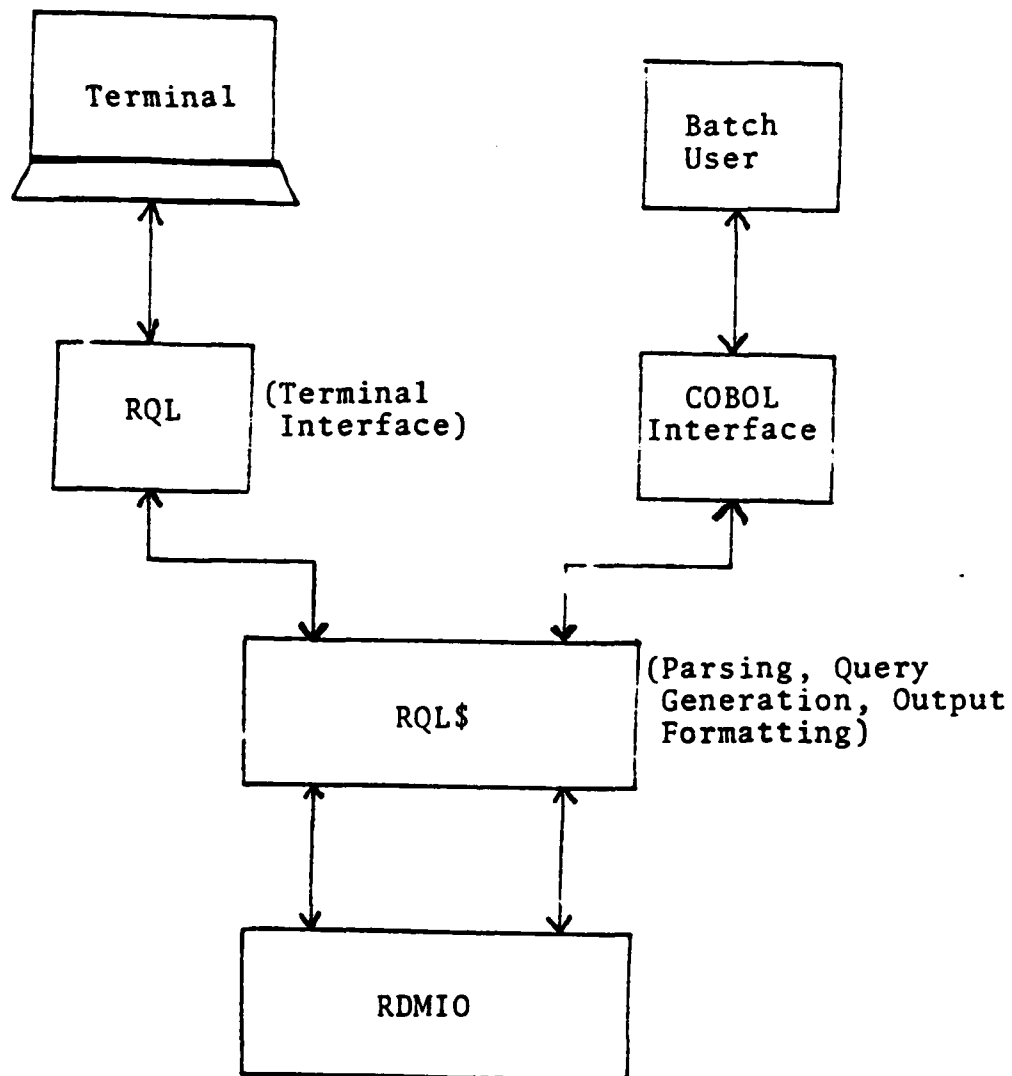 Terminal
Batch
User
RQL
(Terminal
Interface)
COBOL
Interface
RQL$
(Parsing, Query
Generation, Output
Formatting)
RDMIO